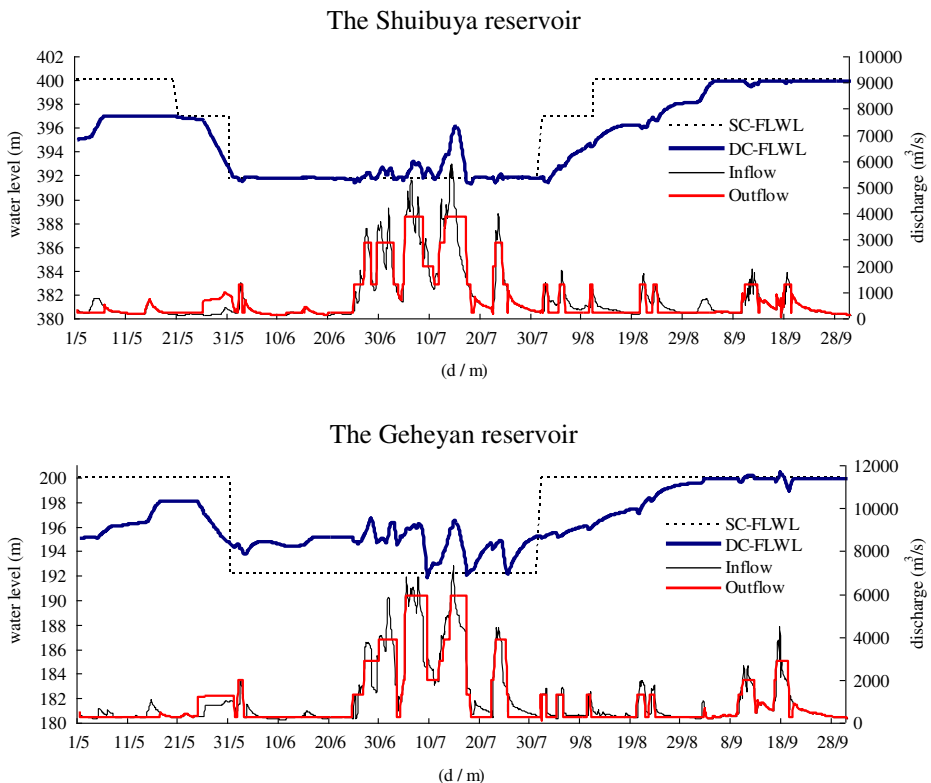 The Shuibuya reservoir
402
400
398
396
394
392
390
388
386
384
382
380
water level (m)
10000
9000
8000
7000
6000
5000
4000
3000
2000
1000
0
discharge (m³/s)
SC-FLWL
DC-FLWL
Inflow
Outflow
1/5 11/5 21/5 31/5 10/6 20/6 30/6 10/7 20/7 30/7 9/8 19/8 29/8 8/9 18/9 28/9
(d / m)
The Geheyan reservoir
200
198
196
194
192
190
188
186
184
182
180
water level (m)
12000
10000
8000
6000
4000
2000
0
discharge (m³/s)
SC-FLWL
DC-FLWL
Inflow
Outflow
1/5 11/5 21/5 31/5 10/6 20/6 30/6 10/7 20/7 30/7 9/8 19/8 29/8 8/9 18/9 28/9
(d / m)